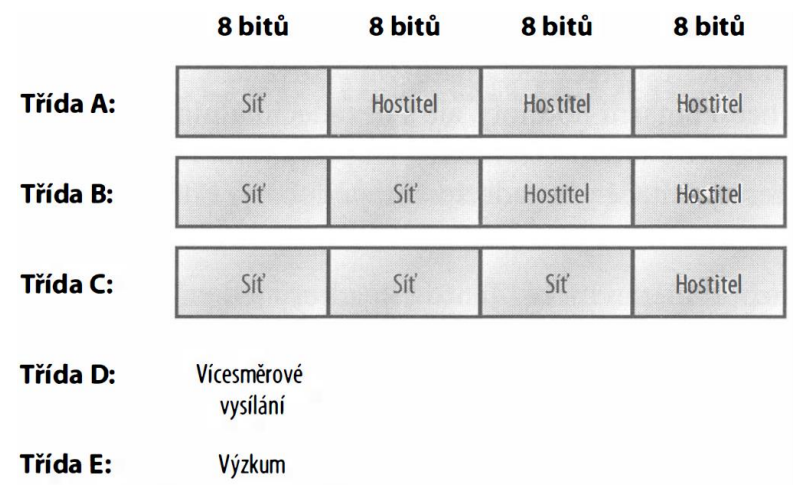 8 bitů 8 bitů 8 bitů 8 bitů
Třída A: Síť Hostitel Hostitel Hostitel
Třída B: Síť Síť Hostitel Hostitel
Třída C: Síť Síť Síť Hostitel
Třída D: Vícesměrové
vysílání
Třída E: Výzkum